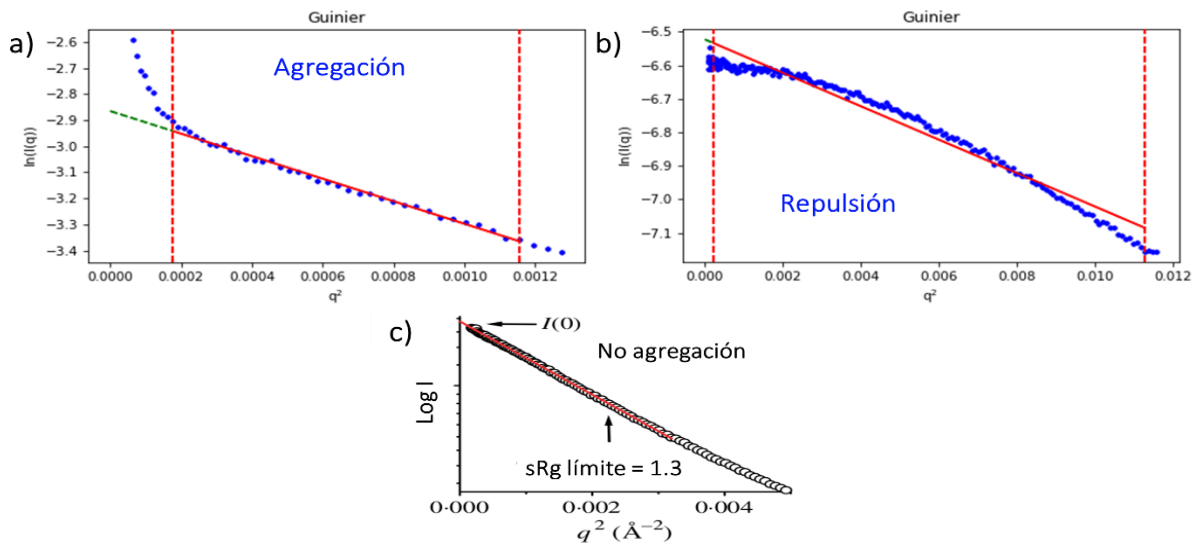 Guinier
a)
Agregación
−2.6
−2.7
−2.8
−2.9
−3.0
−3.1
−3.2
−3.3
−3.4
ln(I(q))
0.0000 0.0002 0.0004 0.0006 0.0008 0.0010 0.0012
q²
Guinier
b)
Repulsión
−6.5
−6.6
−6.7
−6.8
−6.9
−7.0
−7.1
ln(I(q))
0.000 0.002 0.004 0.006 0.008 0.010 0.012
q²
c)
I(0)
No agregación
Log I
sRg límite = 1.3
0·000 0·002 0·004
q² (Å⁻²)